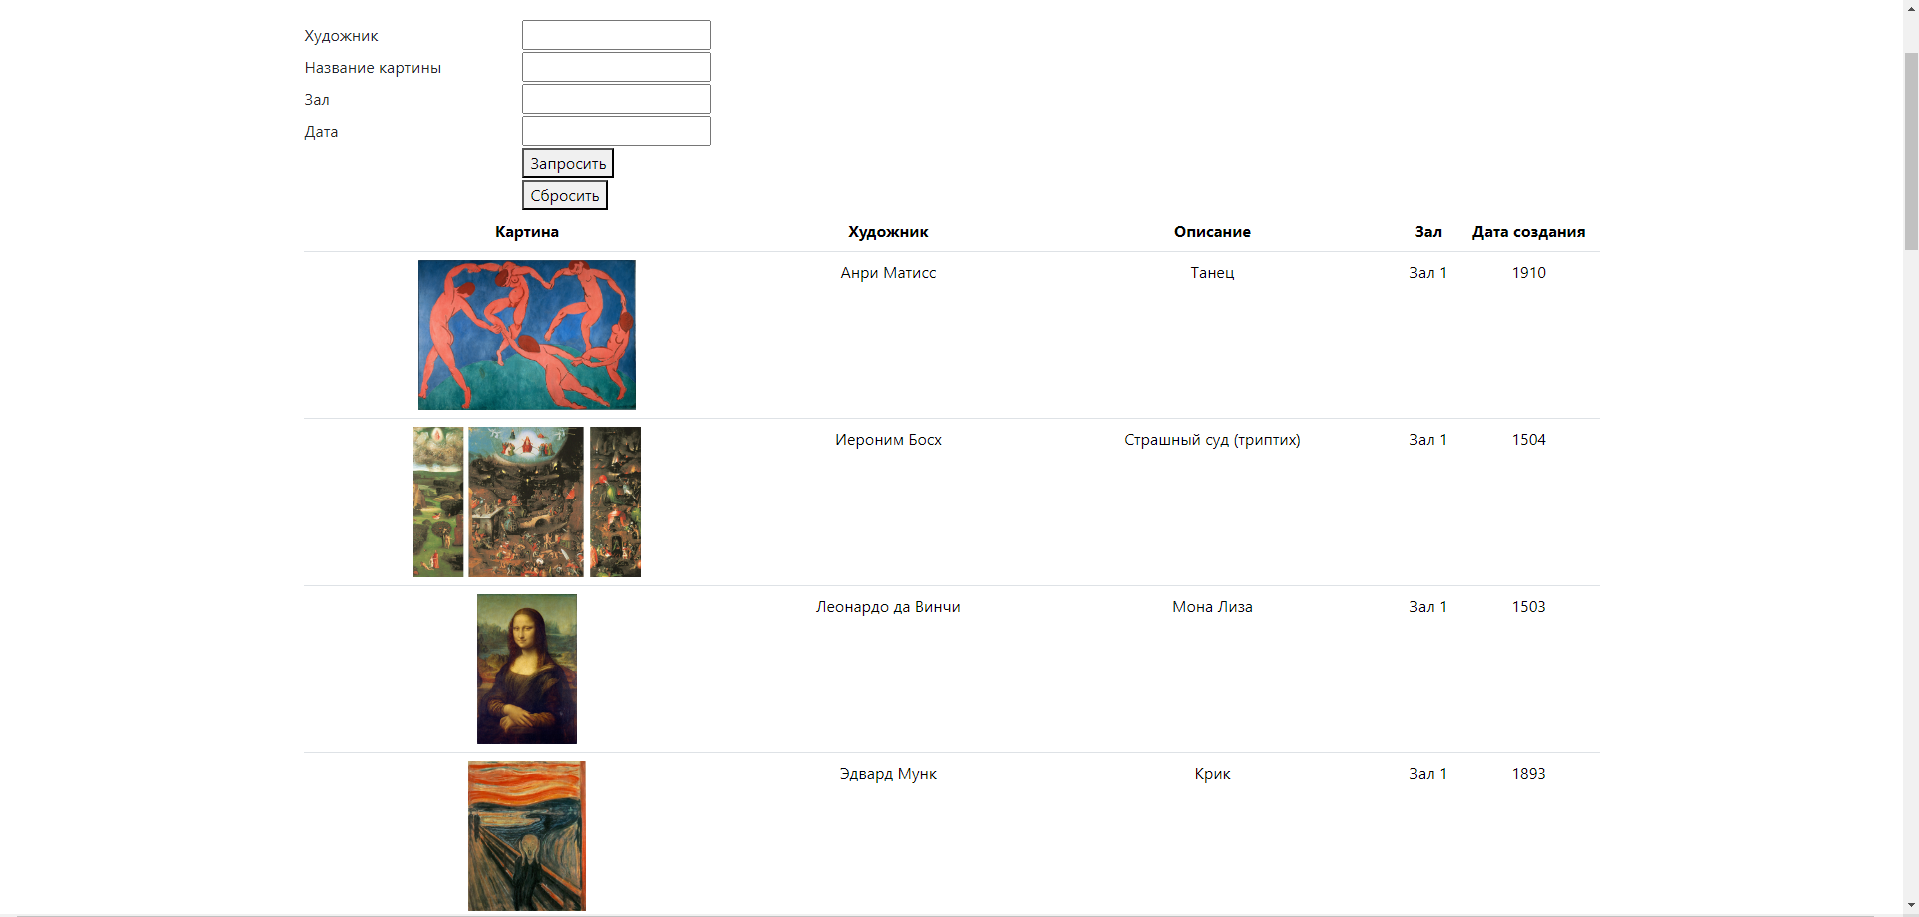 Художник
Название картины
Зал
Дата
Запросить
Сбросить
Картина Художник Описание Зал Дата создания
Анри Матисс Танец Зал 1 1910
Иероним Босх Страшный суд (триптих) Зал 1 1504
Леонардо да Винчи Мона Лиза Зал 1 1503
Эдвард Мунк Крик Зал 1 1893